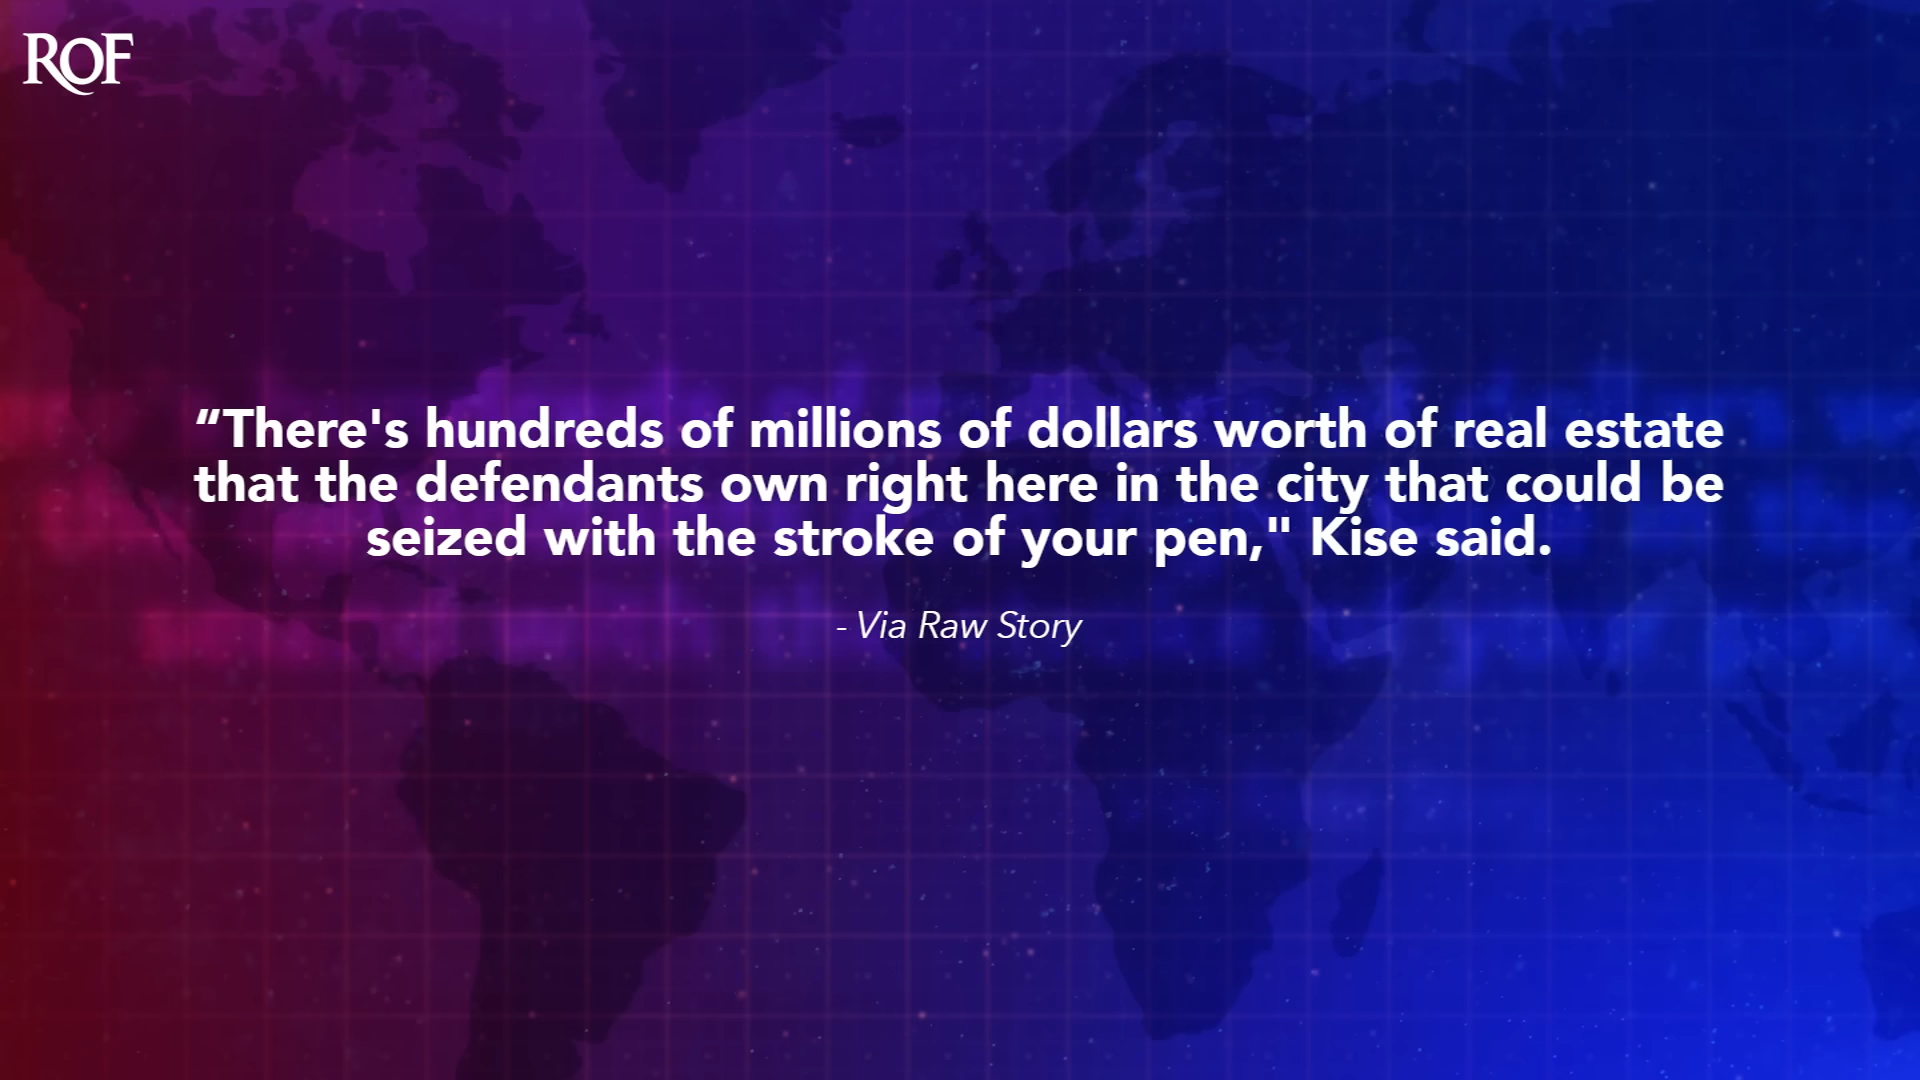 ROF
“There's hundreds of millions of dollars worth of real estate
that the defendants own right here in the city that could be
seized with the stroke of your pen," Kise said.
- Via Raw Story